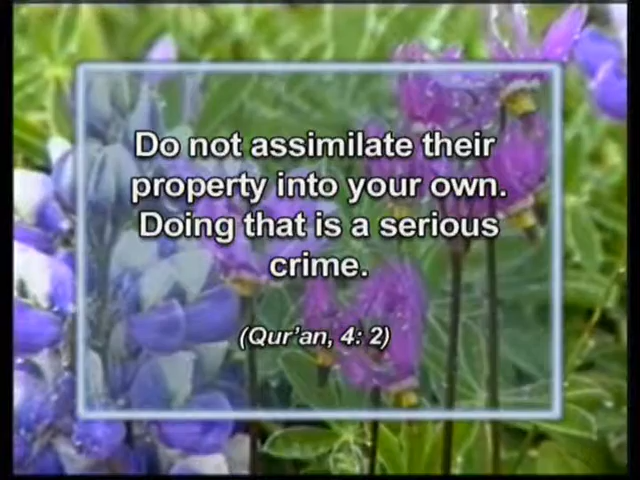 Do not assimilate their
property into your own.
Doing that is a serious
crime.
(Qur'an, 4: 2)